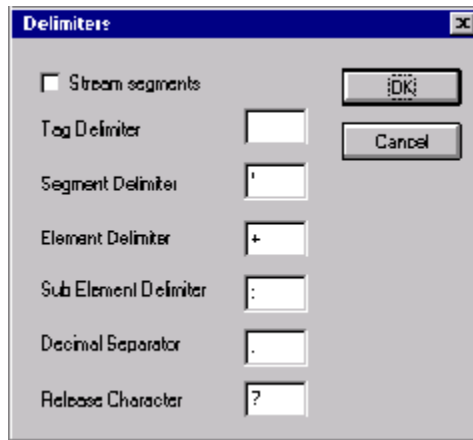 Delimiters
Stream segments
OK
Tag Delimiter
Cancel
Segment Delimiter '
Element Delimiter +
Sub Element Delimiter :
Decimal Separator .
Release Character ?